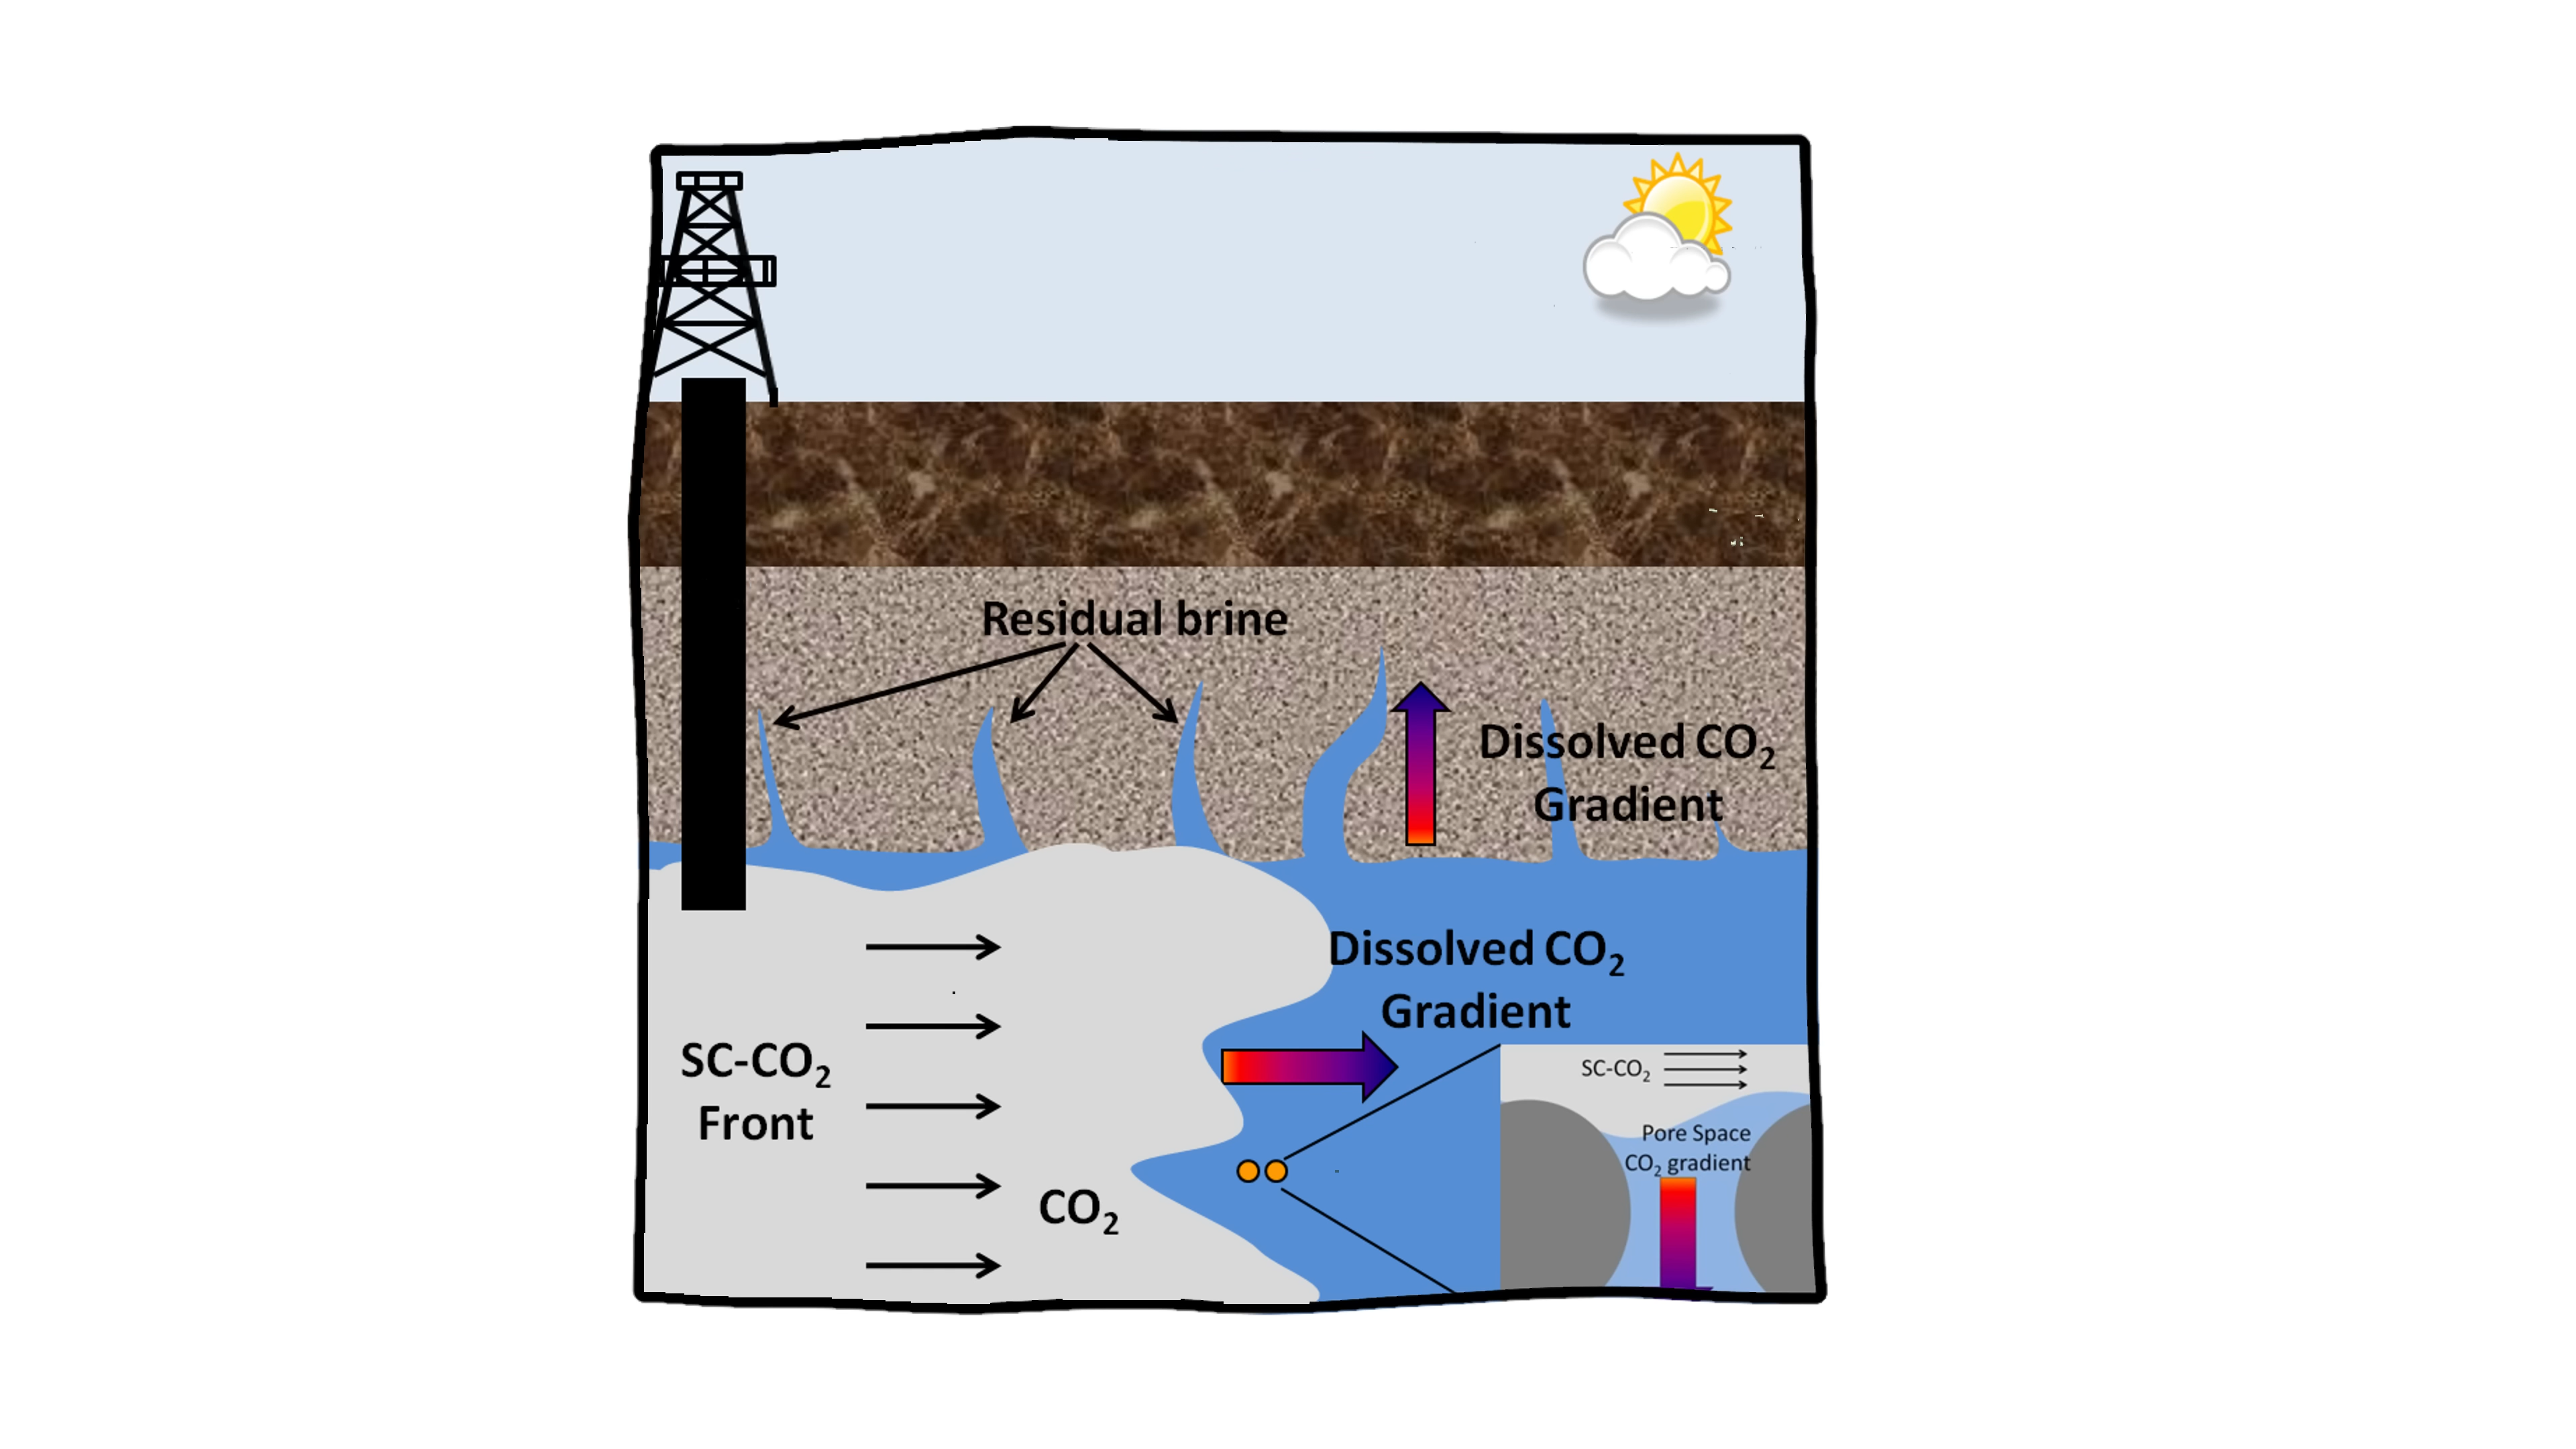 Residual brine
Dissolved CO₂
Gradient
Dissolved CO₂
Gradient
SC-CO₂
Front
CO₂
SC-CO₂
Pore Space
CO₂ gradient